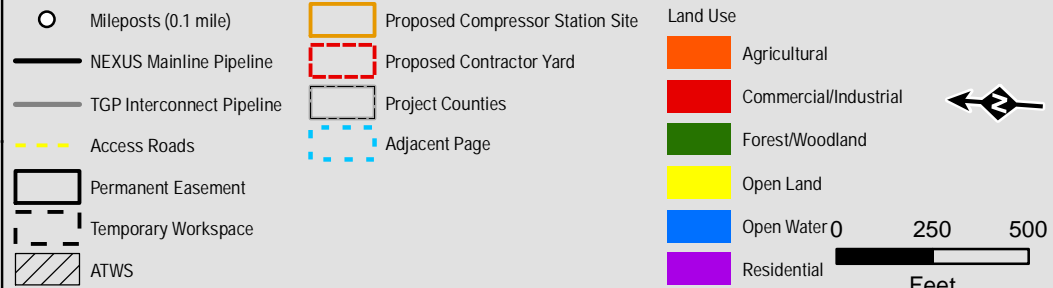 Mileposts (0.1 mile)
NEXUS Mainline Pipeline
TGP Interconnect Pipeline
Access Roads
Permanent Easement
Temporary Workspace
ATWS
Proposed Compressor Station Site
Proposed Contractor Yard
Project Counties
Adjacent Page
Land Use
Agricultural
Commercial/Industrial
Forest/Woodland
Open Land
Open Water
Residential
N
0 250 500
Feet